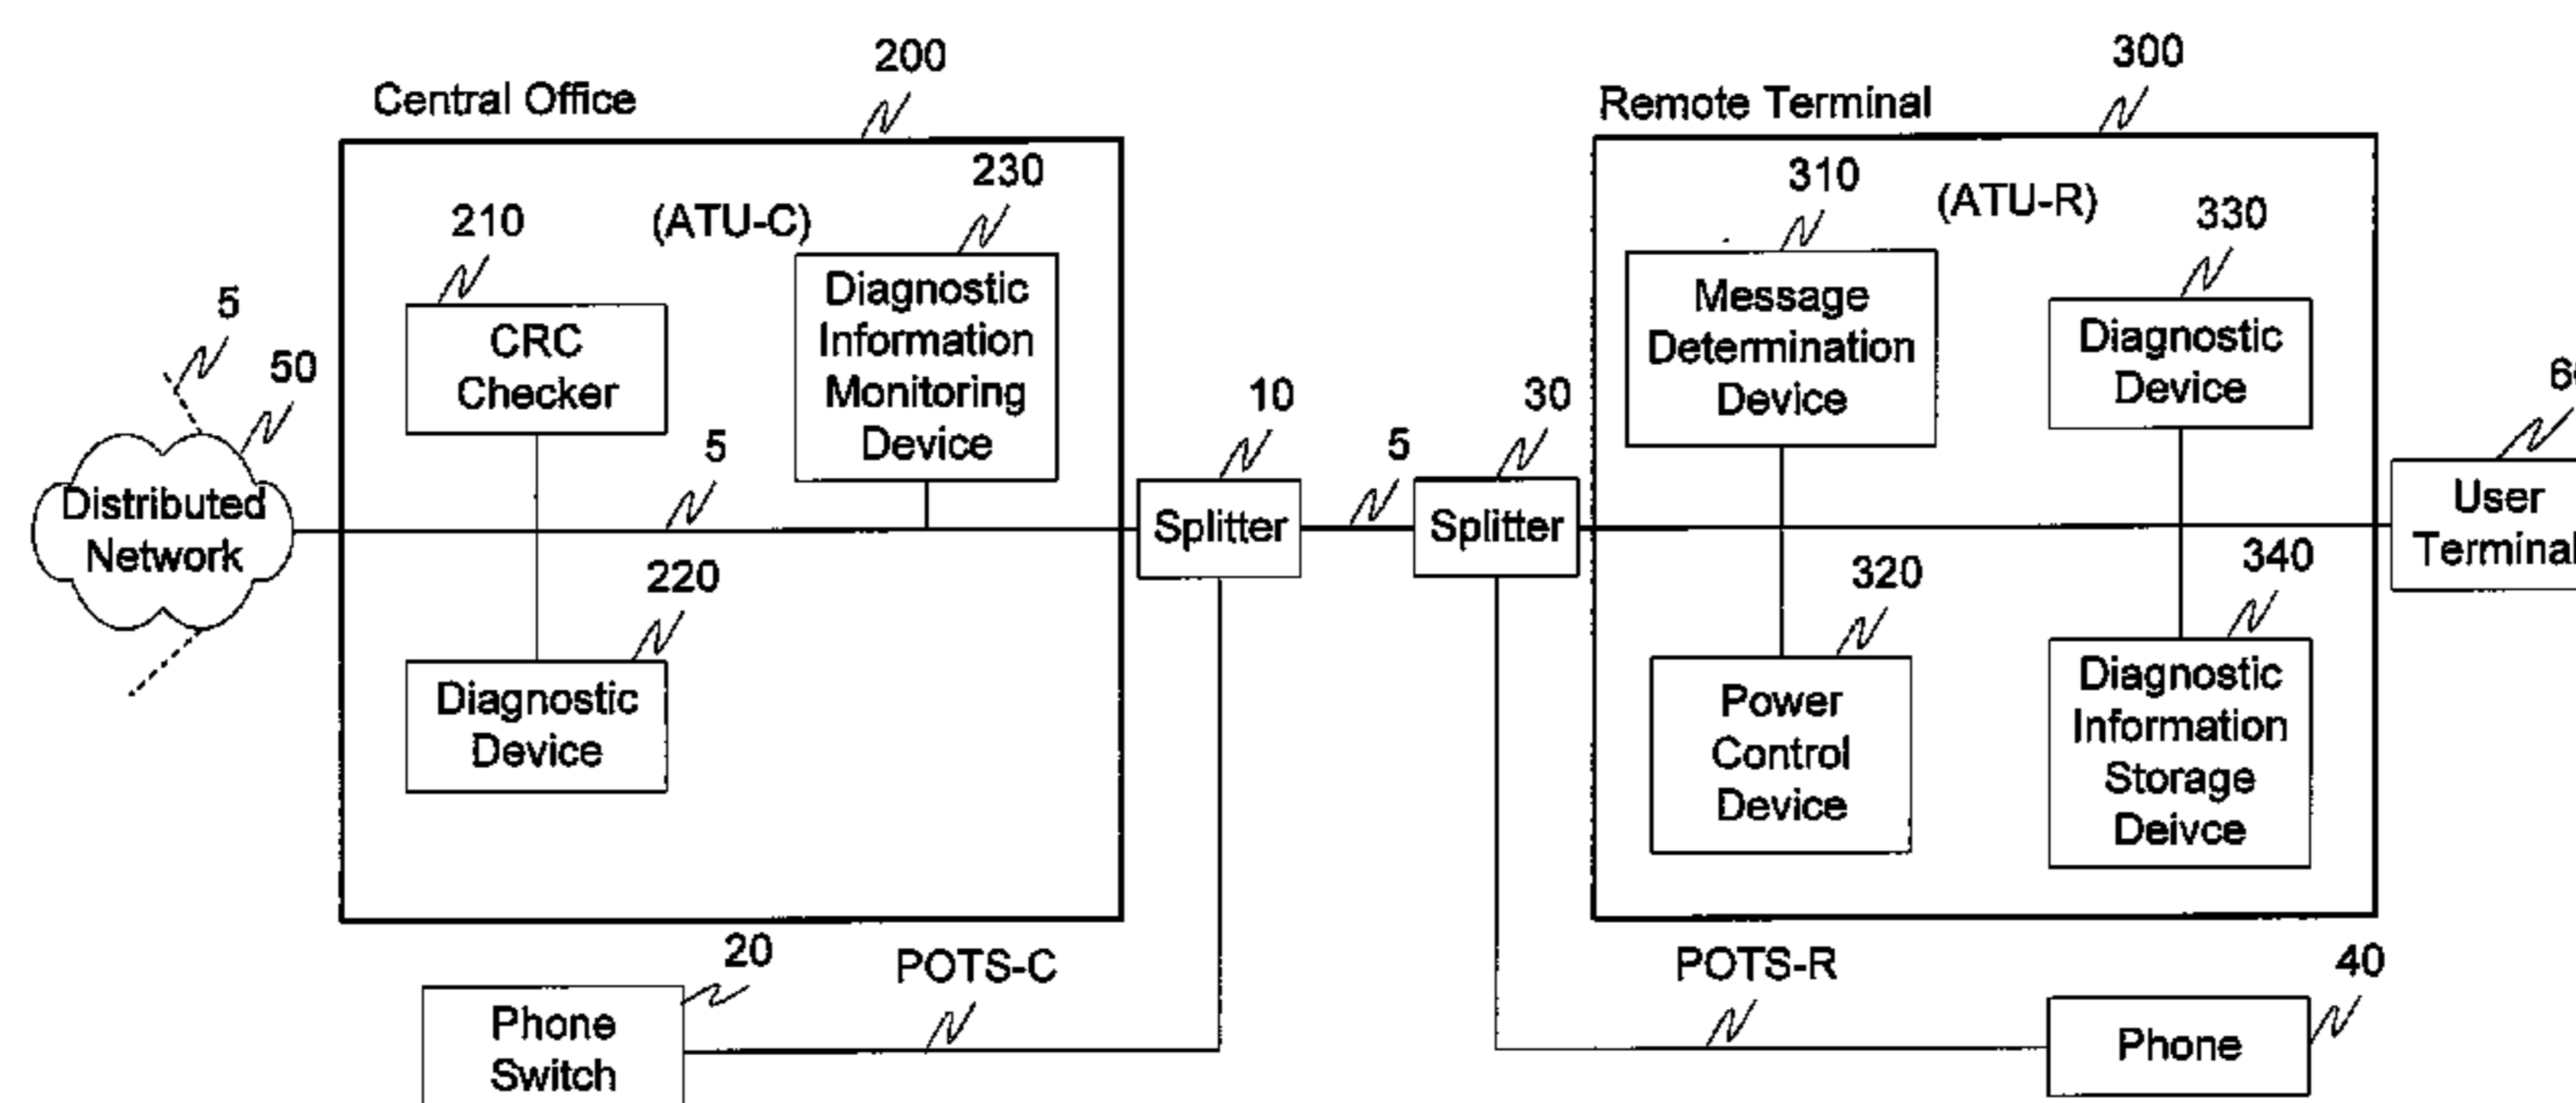 200
Central Office
300
Remote Terminal
(ATU-C)
230
210
Diagnostic
Information
Monitoring
Device
CRC
Checker
5
50
5
Distributed
Network
220
Diagnostic
Device
10
Splitter
5
30
Splitter
310
(ATU-R)
330
Message
Determination
Device
Diagnostic
Device
320
Power
Control
Device
340
Diagnostic
Information
Storage
Deivce
User
Terminal
20
Phone
Switch
POTS-C
POTS-R
40
Phone